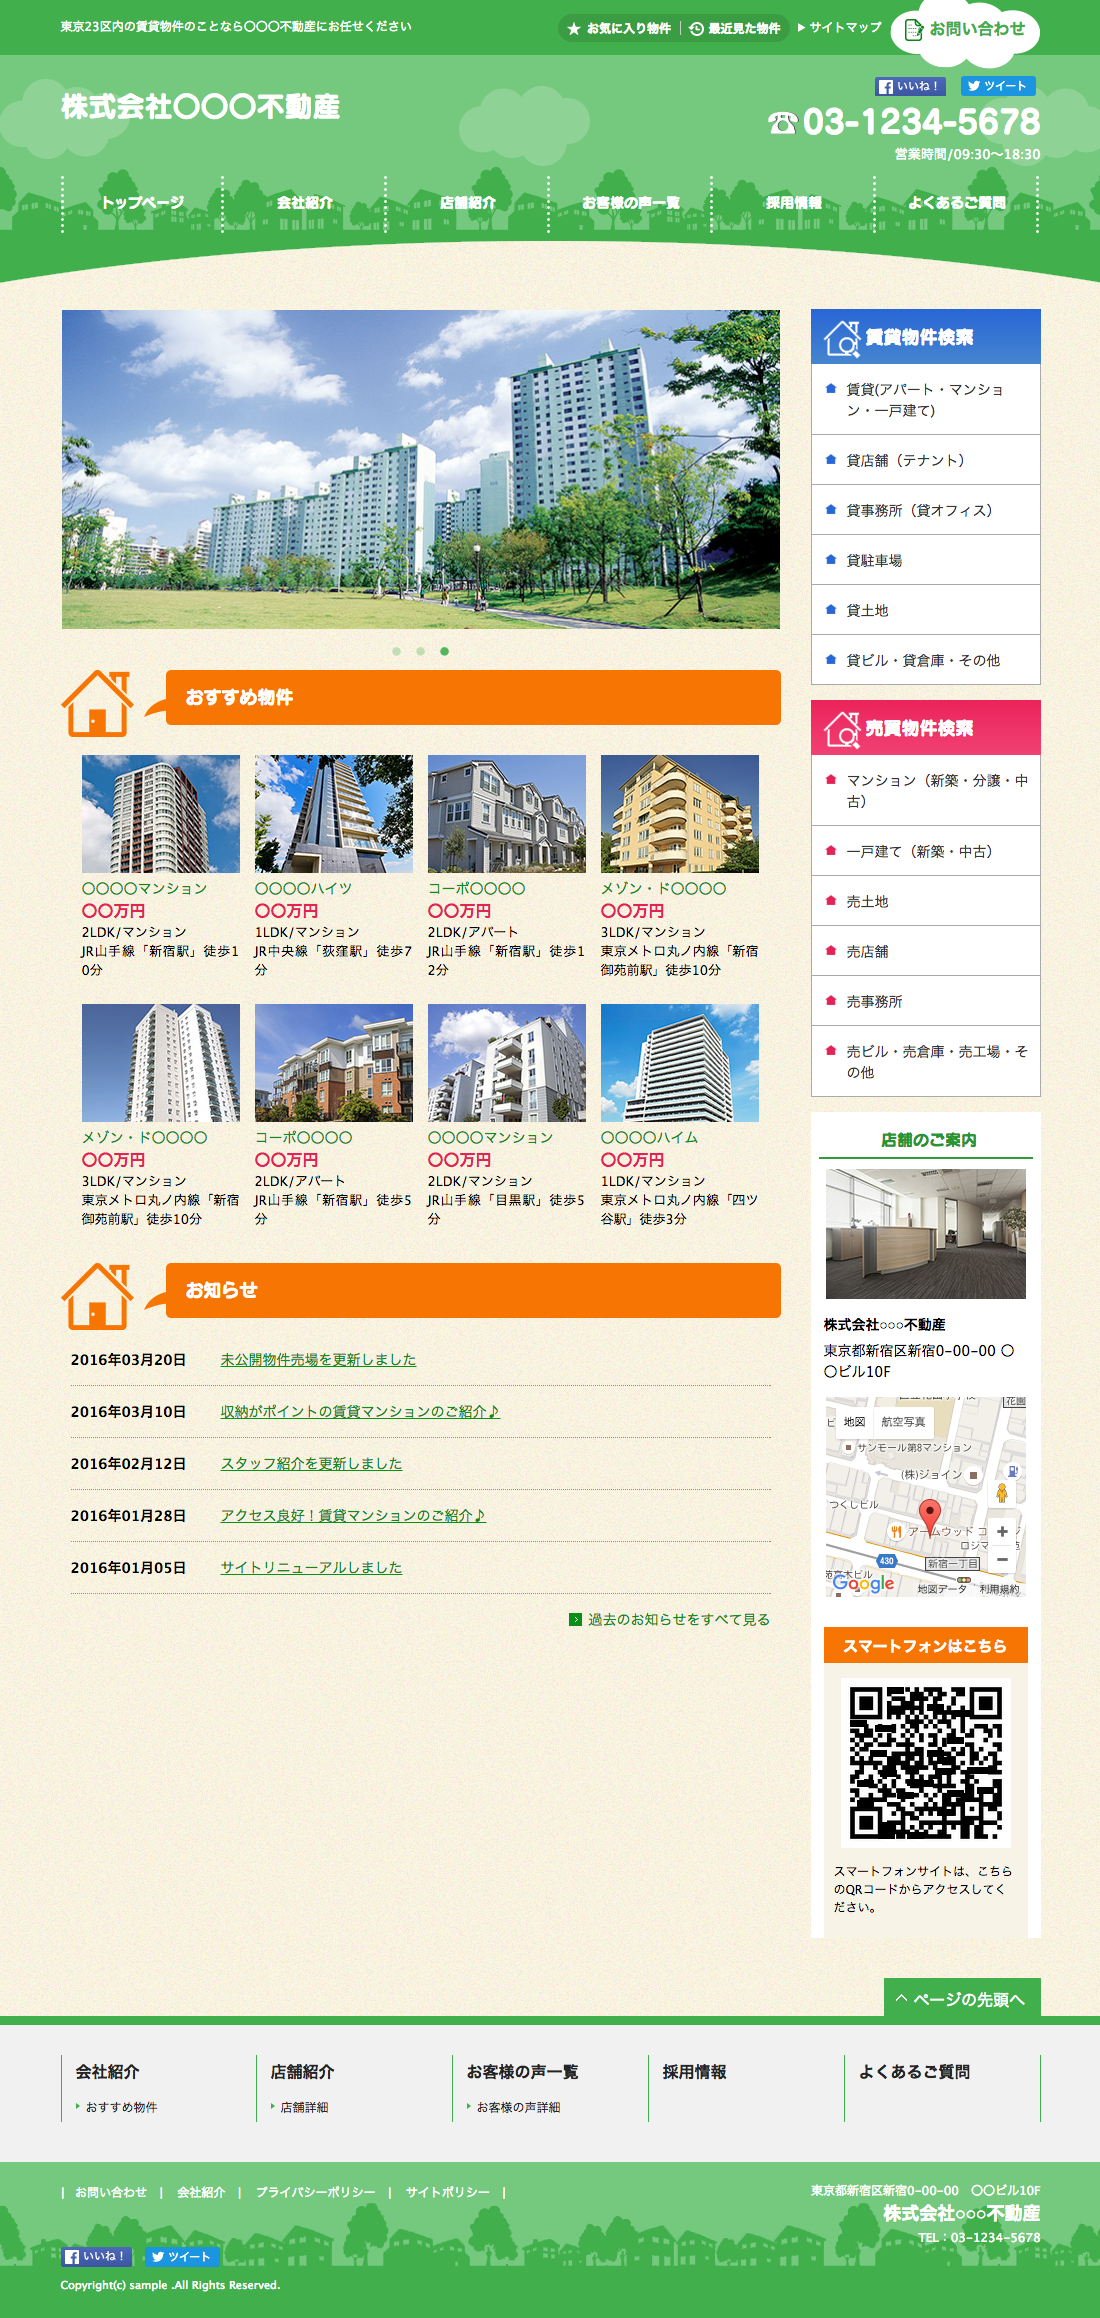 東京23区内の賃貸物件のことなら〇〇〇不動産にお任せください
お気に入り物件
最近見た物件
サイトマップ
お問い合わせ
いいね！
ツイート
株式会社〇〇〇不動産
03-1234-5678
営業時間/09:30〜18:30
トップページ
会社紹介
店舗紹介
お客様の声一覧
採用情報
よくあるご質問
賃貸物件検索
賃貸(アパート・マンショ
ン・一戸建て)
貸店舗（テナント）
貸事務所（貸オフィス）
貸駐車場
貸土地
貸ビル・貸倉庫・その他
売買物件検索
マンション（新築・分譲・中
古）
一戸建て（新築・中古）
売土地
売店舗
売事務所
売ビル・売倉庫・売工場・そ
の他
おすすめ物件
〇〇〇〇マンション
〇〇万円
2LDK/マンション
JR山手線「新宿駅」徒歩1
0分
〇〇〇〇ハイツ
〇〇万円
1LDK/マンション
JR中央線「荻窪駅」徒歩7
分
コーポ〇〇〇〇
〇〇万円
2LDK/アパート
JR山手線「新宿駅」徒歩1
2分
メゾン・ド〇〇〇〇
〇〇万円
3LDK/マンション
東京メトロ丸ノ内線「新宿
御苑前駅」徒歩10分
メゾン・ド〇〇〇〇
〇〇万円
3LDK/マンション
東京メトロ丸ノ内線「新宿
御苑前駅」徒歩10分
コーポ〇〇〇〇
〇〇万円
2LDK/アパート
JR山手線「新宿駅」徒歩5
分
〇〇〇〇マンション
〇〇万円
2LDK/マンション
JR山手線「目黒駅」徒歩5
分
〇〇〇〇ハイム
〇〇万円
1LDK/マンション
東京メトロ丸ノ内線「四ツ
谷駅」徒歩3分
お知らせ
2016年03月20日 未公開物件売場を更新しました
2016年03月10日 収納がポイントの賃貸マンションのご紹介♪
2016年02月12日 スタッフ紹介を更新しました
2016年01月28日 アクセス良好！賃貸マンションのご紹介♪
2016年01月05日 サイトリニューアルしました
過去のお知らせをすべて見る
店舗のご案内
株式会社○○○不動産
東京都新宿区新宿0-00-00 〇
〇ビル10F
花園
地図
航空写真
サンモール第8マンション
(株)ジョイン
つくしビル
アームウッド
430
新宿一丁目
Google
地図データ
利用規約
スマートフォンはこちら
スマートフォンサイトは、こちら
のQRコードからアクセスしてく
ださい。
ページの先頭へ
会社紹介
おすすめ物件
店舗紹介
店舗詳細
お客様の声一覧
お客様の声詳細
採用情報
よくあるご質問
| お問い合わせ | 会社紹介 | プライバシーポリシー | サイトポリシー |
東京都新宿区新宿0-00-00 〇〇ビル10F
株式会社○○○不動産
TEL：03-1234-5678
いいね！
ツイート
Copyright(c) sample .All Rights Reserved.